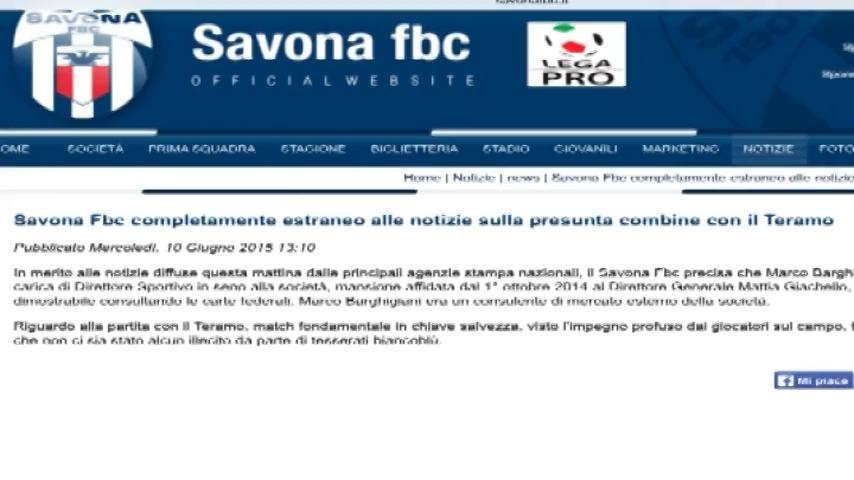 SAVONA
FBC
Savona fbc
OFFICIAL WEBSITE
LEGA
PRO
OME SOCIETÀ PRIMA SQUADRA STAGIONE BIGLIETTERIA STADIO GIOVANILI MARKETING NOTIZIE FOTO
Home | Notizie | news | Savona Fbc completamente estraneo alle notizie
Savona Fbc completamente estraneo alle notizie sulla presunta combine con il Teramo
Pubblicato Mercoledì, 10 Giugno 2015 13:10
In merito alle notizie diffuse questa mattina dalle principali agenzie stampa nazionali, il Savona Fbc precisa che Marco Bargh
carica di Direttore Sportivo in seno alla società, mansione affidata dal 1° ottobre 2014 al Direttore Generale Mattia Giachello,
dimostrabile consultando le carte federali. Marco Barghigiani era un consulente di mercato esterno della società.
Riguardo alla partita con il Teramo, match fondamentale in chiave salvezza, visto l'impegno profuso dai giocatori sul campo,
che non ci sia stato alcun illecito da parte di tesserati biancoblù.
Mi piace